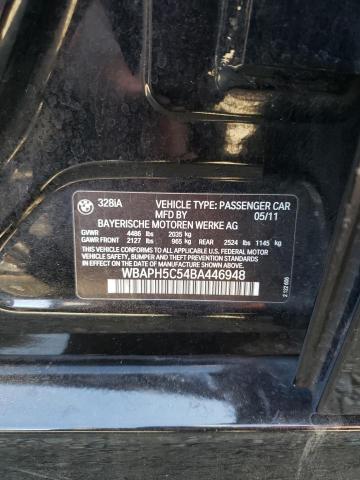 BMW
328iA VEHICLE TYPE: PASSENGER CAR
MFD BY 05/11
BAYERISCHE MOTOREN WERKE AG
GVWR 4486 lbs 2035 kg
GAWR FRONT 2127 lbs 965 kg REAR 2524 lbs 1145 kg
THIS VEHICLE CONFORMS TO ALL APPLICABLE U.S. FEDERAL MOTOR
VEHICLE SAFETY, BUMPER AND THEFT PREVENTION STANDARDS
IN EFFECT ON THE DATE OF MANUFACTURE SHOWN ABOVE.
WBAPH5C54BA446948